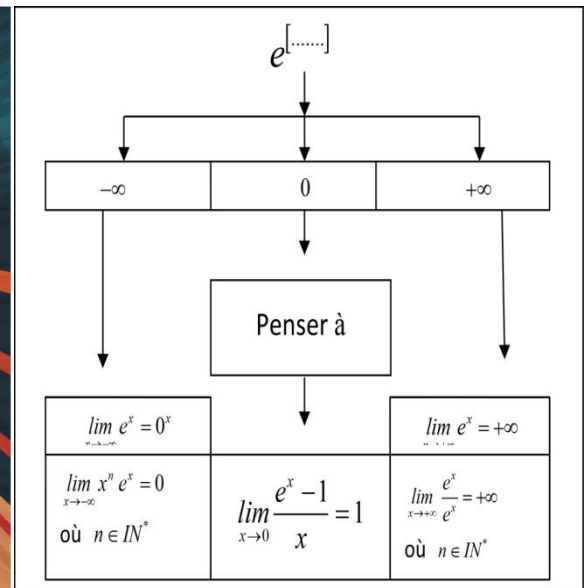 e^[.......]
−∞ 0 +∞
Penser à
lim e^x = 0^x
x→−∞
lim x^n e^x = 0
x→−∞
où n ∈ IN*
lim (e^x − 1)/x = 1
x→0
lim e^x = +∞
lim e^x/e^x = +∞
x→+∞
où n ∈ IN*